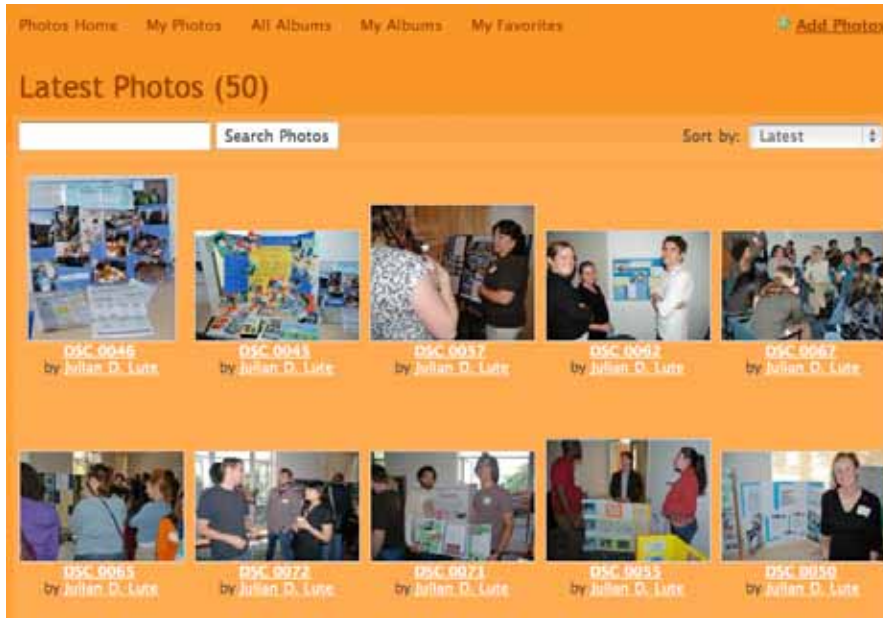 Photos Home My Photos All Albums My Albums My Favorites Add Photos
Latest Photos (50)
Search Photos Sort by: Latest
DSC 0046 DSC 0045 DSC 0057 DSC 0062 DSC 0067
by Julian D. Lute by Julian D. Lute by Julian D. Lute by Julian D. Lute by Julian D. Lute
DSC 0065 DSC 0072 DSC 0071 DSC 0055 DSC 0050
by Julian D. Lute by Julian D. Lute by Julian D. Lute by Julian D. Lute by Julian D. Lute